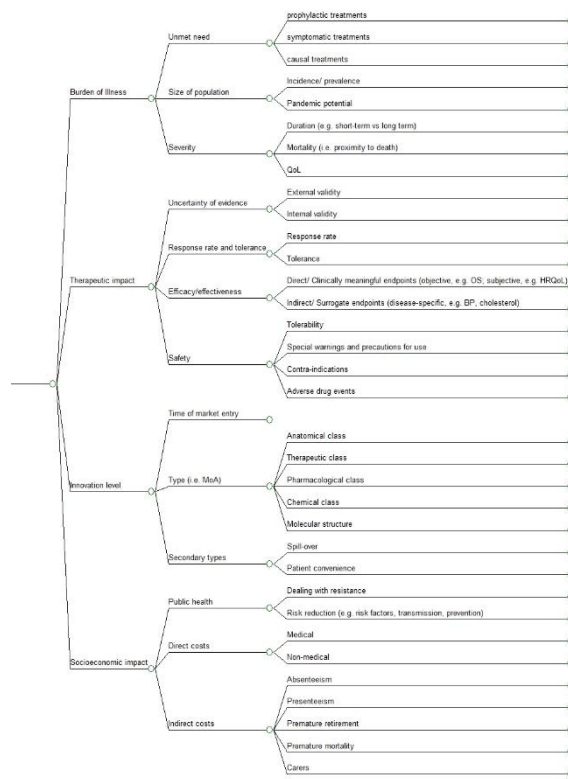 Burden of Illness
Unmet need
prophylactic treatments
symptomatic treatments
causal treatments
Size of population
Incidence/ prevalence
Pandemic potential
Severity
Duration (e.g. short-term vs long term)
Mortality (i.e. proximity to death)
QoL
Therapeutic impact
Uncertainty of evidence
External validity
Internal validity
Response rate and tolerance
Response rate
Tolerance
Efficacy/effectiveness
Direct/ Clinically meaningful endpoints (objective, e.g. OS; subjective, e.g. HRQoL)
Indirect/ Surrogate endpoints (disease-specific, e.g. BP, cholesterol)
Safety
Tolerability
Special warnings and precautions for use
Contra-indications
Adverse drug events
Innovation level
Time of market entry
Type (i.e. MoA)
Anatomical class
Therapeutic class
Pharmacological class
Chemical class
Molecular structure
Secondary types
Spill-over
Patient convenience
Socioeconomic impact
Public health
Dealing with resistance
Risk reduction (e.g. risk factors, transmission, prevention)
Direct costs
Medical
Non-medical
Indirect costs
Absenteeism
Presenteeism
Premature retirement
Premature mortality
Carers